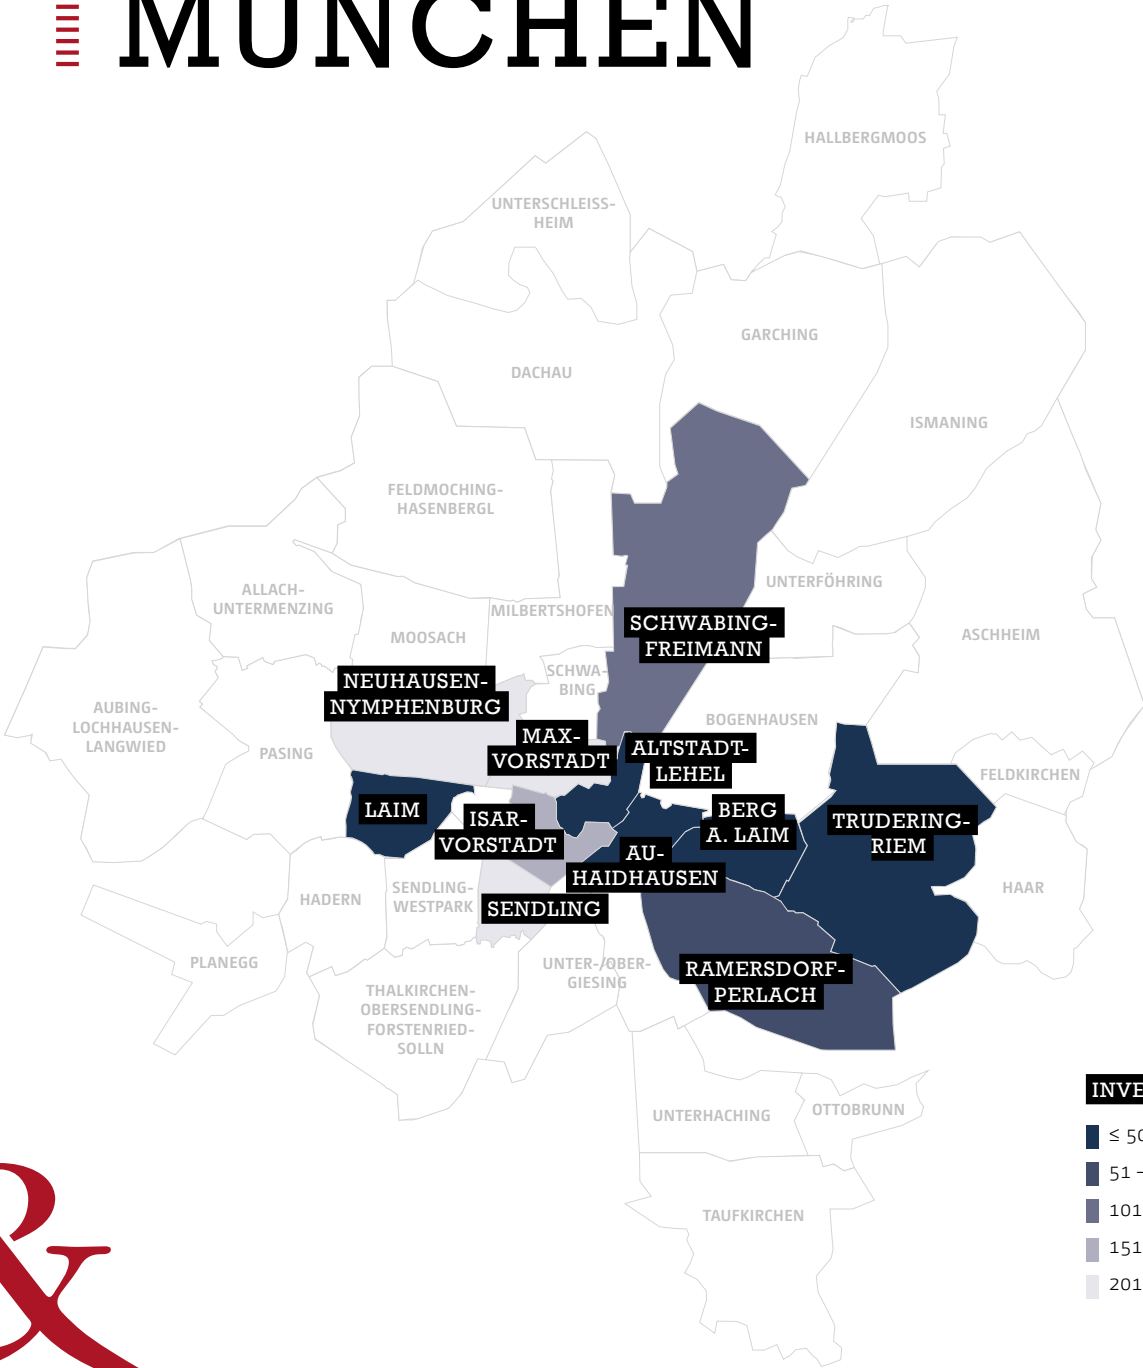 MÜNCHEN
HALLBERGMOOS
UNTERSCHLEISS-
HEIM
GARCHING
DACHAU
ISMANING
FELDMOCHING-
HASENBERGL
ALLACH-
UNTERMENZING
UNTERFÖHRING
MILBERTSHOFEN
MOOSACH
SCHWABING-
FREIMANN
ASCHHEIM
SCHWA-
BING
NEUHAUSEN-
NYMPHENBURG
AUBING-
LOCHHAUSEN-
LANGWIED
BOGENHAUSEN
PASING
MAX-
VORSTADT
ALTSTADT-
LEHEL
FELDKIRCHEN
LAIM
ISAR-
VORSTADT
BERG
A. LAIM
TRUDERING-
RIEM
AU-
HAIDHAUSEN
HADERN
SENDLING-
WESTPARK
SENDLING
HAAR
PLANEGG
UNTER-/OBER-
GIESING
RAMERSDORF-
PERLACH
THALKIRCHEN-
OBERSENDLING-
FORSTENRIED-
SOLLN
UNTERHACHING
OTTOBRUNN
TAUFKIRCHEN
INVE
≤ 50
51 –
101
151
201
&